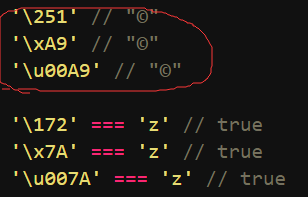 '\251' // "©"
'\xA9' // "©"
'\u00A9' // "©"
'\172' === 'z' // true
'\x7A' === 'z' // true
'\u007A' === 'z' // true